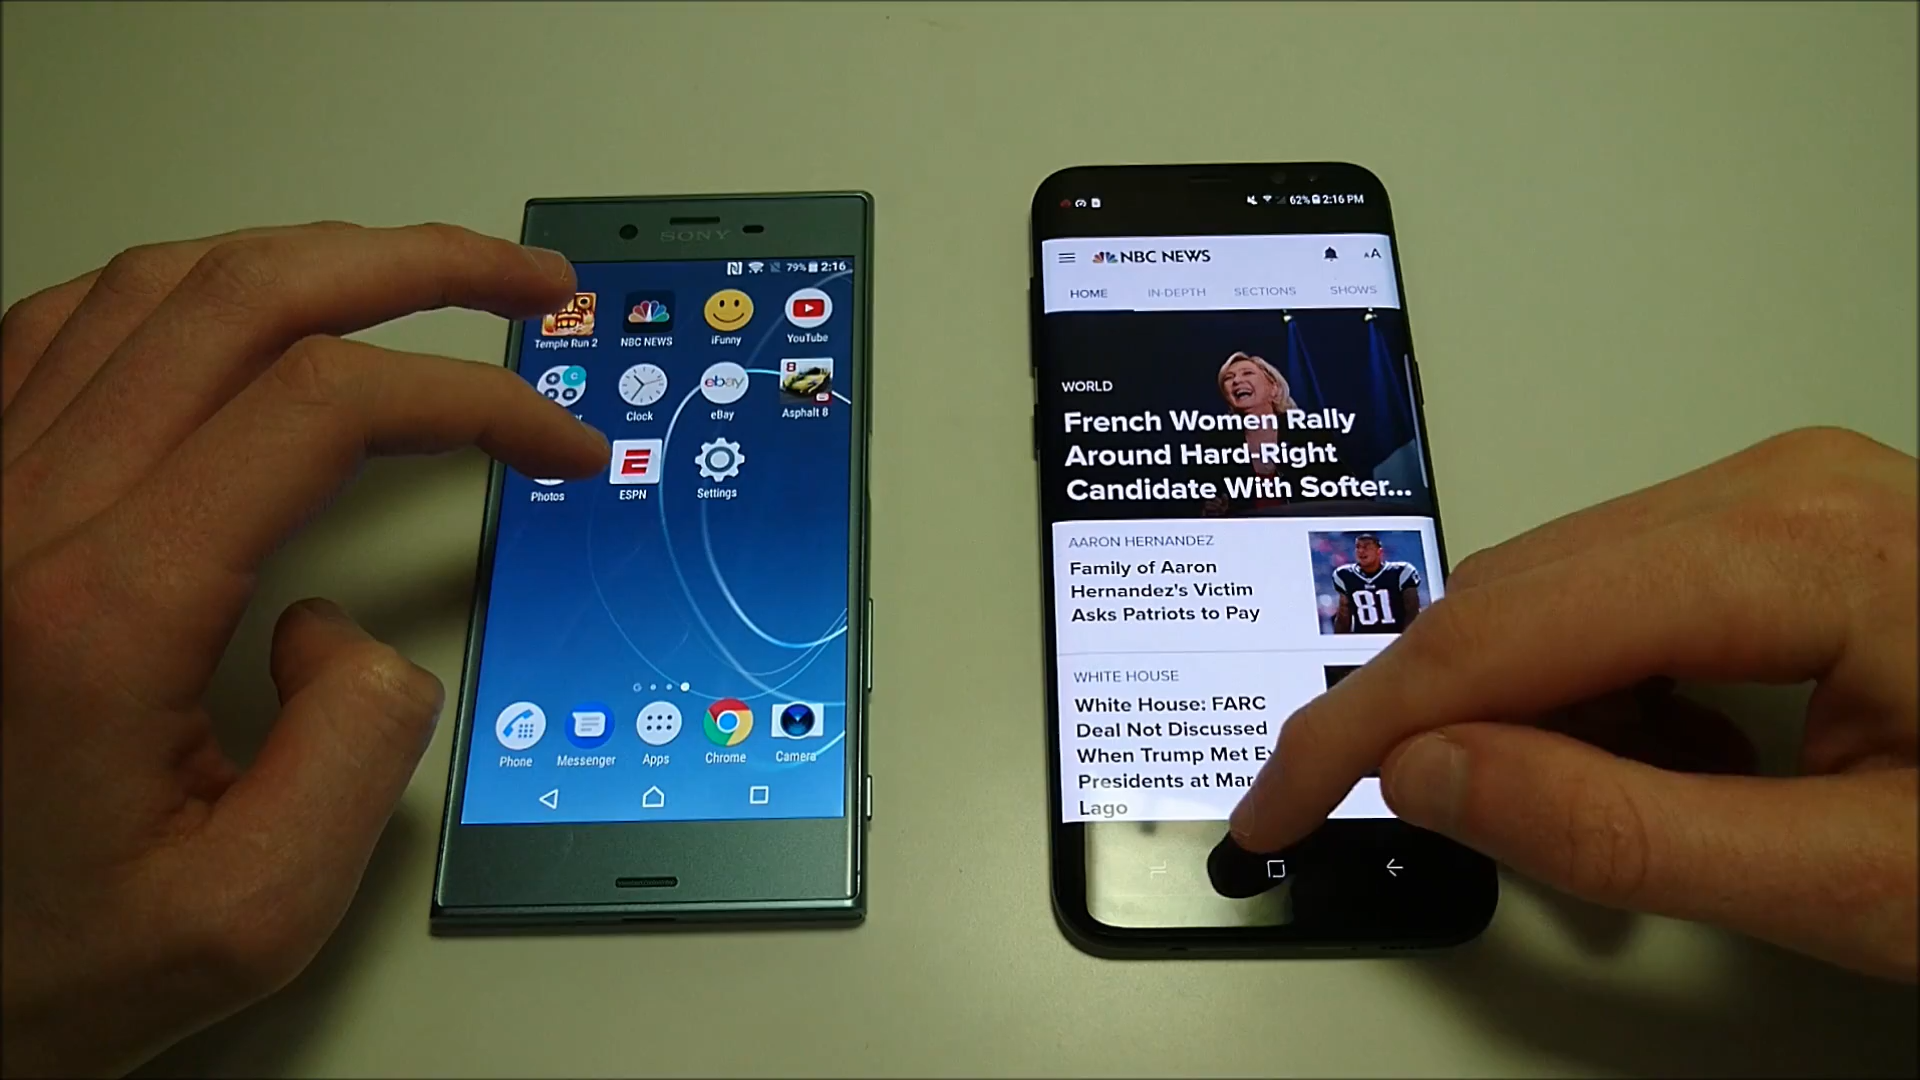 SONY
79% 2:16
Temple Run 2
NBC NEWS
iFunny
YouTube
Clock
ebay
eBay
8
Asphalt 8
Photos
E
ESPN
Settings
Phone
Messenger
Apps
Chrome
Camera
62% 2:16 PM
NBC NEWS
AA
HOME
IN-DEPTH
SECTIONS
SHOWS
WORLD
French Women Rally
Around Hard-Right
Candidate With Softer...
AARON HERNANDEZ
Family of Aaron
Hernandez's Victim
Asks Patriots to Pay
81
WHITE HOUSE
White House: FARC
Deal Not Discussed
When Trump Met
Presidents at
Lago